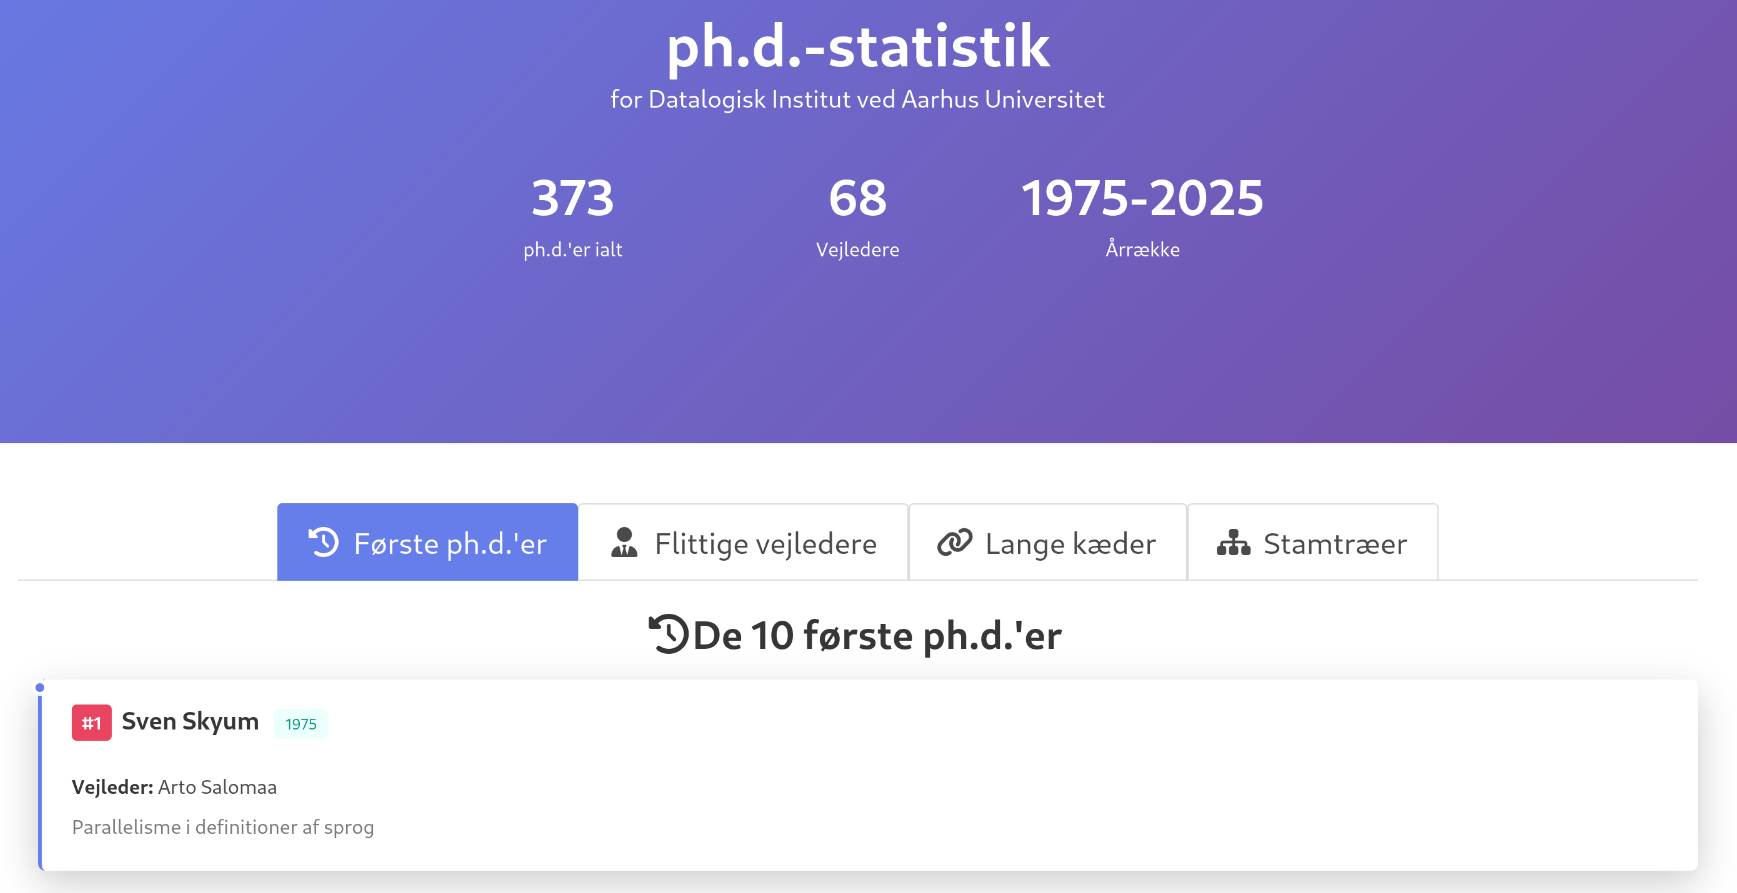 ph.d.-statistik
for Datalogisk Institut ved Aarhus Universitet
373
ph.d.'er ialt
68
Vejledere
1975-2025
Årrække
Første ph.d.'er
Flittige vejledere
Lange kæder
Stamtræer
De 10 første ph.d.'er
#1 Sven Skyum 1975
Vejleder: Arto Salomaa
Parallelisme i definitioner af sprog